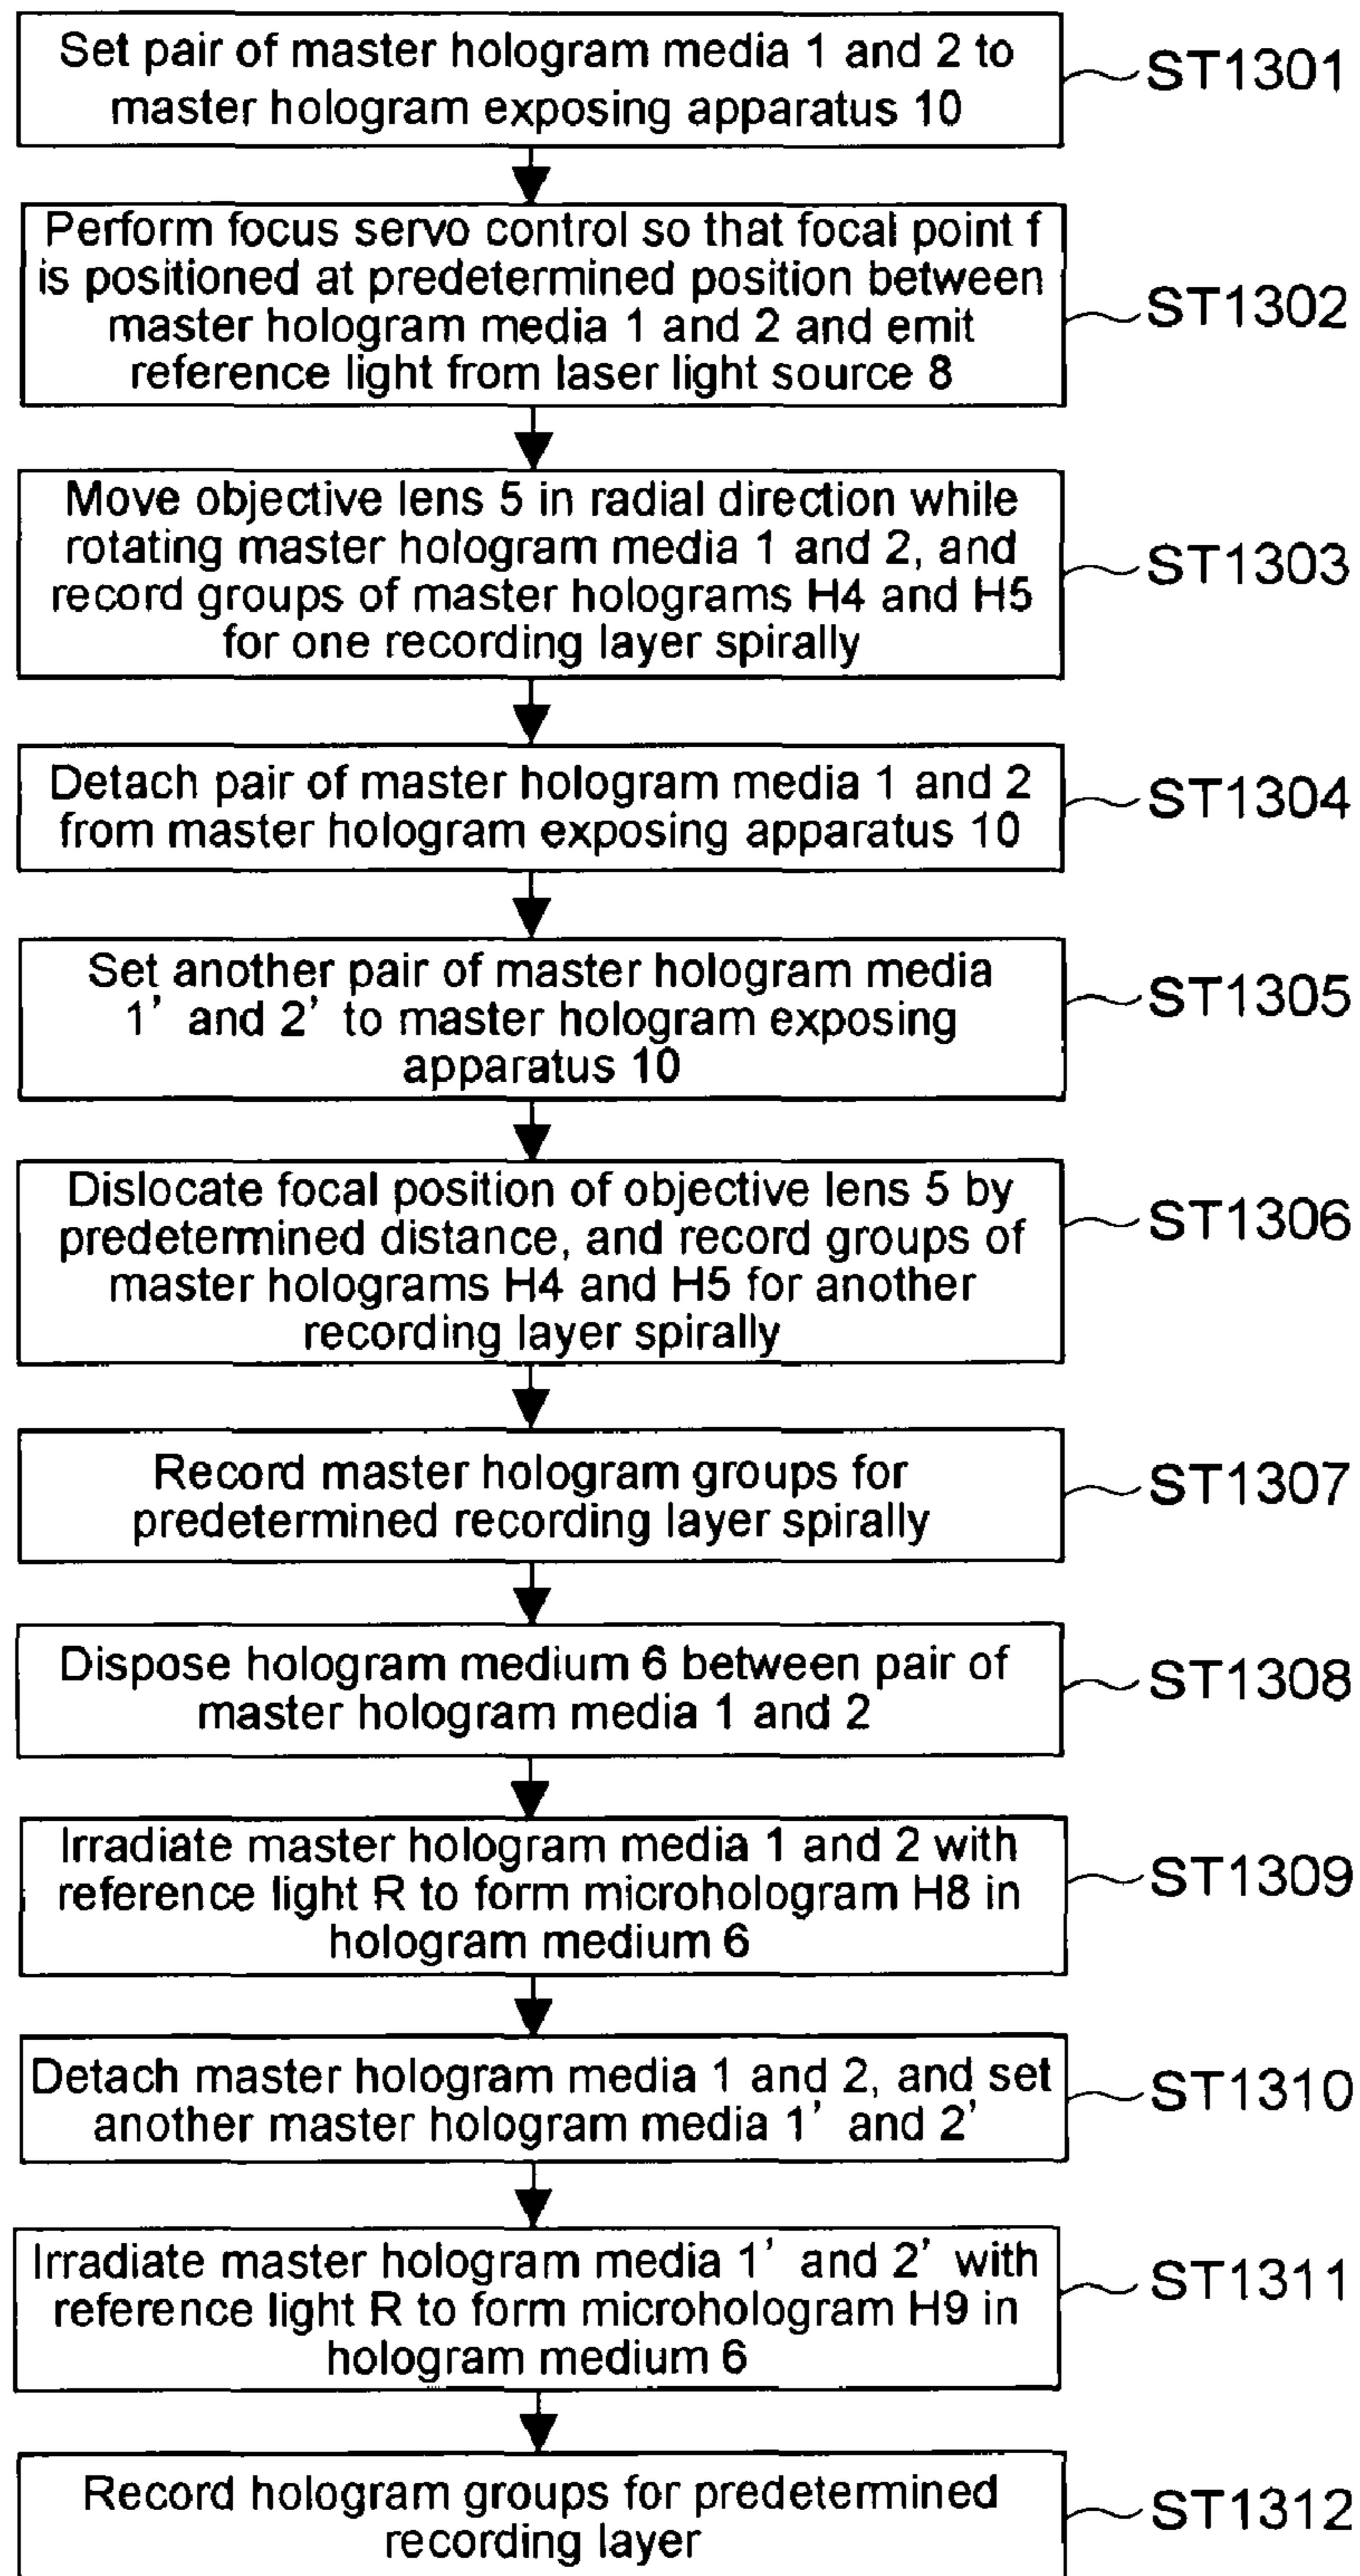 Set pair of master hologram media 1 and 2 to
master hologram exposing apparatus 10
ST1301
Perform focus servo control so that focal point f
is positioned at predetermined position between
master hologram media 1 and 2 and emit
reference light from laser light source 8
ST1302
Move objective lens 5 in radial direction while
rotating master hologram media 1 and 2, and
record groups of master holograms H4 and H5
for one recording layer spirally
ST1303
Detach pair of master hologram media 1 and 2
from master hologram exposing apparatus 10
ST1304
Set another pair of master hologram media
1' and 2' to master hologram exposing
apparatus 10
ST1305
Dislocate focal position of objective lens 5 by
predetermined distance, and record groups of
master holograms H4 and H5 for another
recording layer spirally
ST1306
Record master hologram groups for
predetermined recording layer spirally
ST1307
Dispose hologram medium 6 between pair of
master hologram media 1 and 2
ST1308
Irradiate master hologram media 1 and 2 with
reference light R to form microhologram H8 in
hologram medium 6
ST1309
Detach master hologram media 1 and 2, and set
another master hologram media 1' and 2'
ST1310
Irradiate master hologram media 1' and 2' with
reference light R to form microhologram H9 in
hologram medium 6
ST1311
Record hologram groups for predetermined
recording layer
ST1312